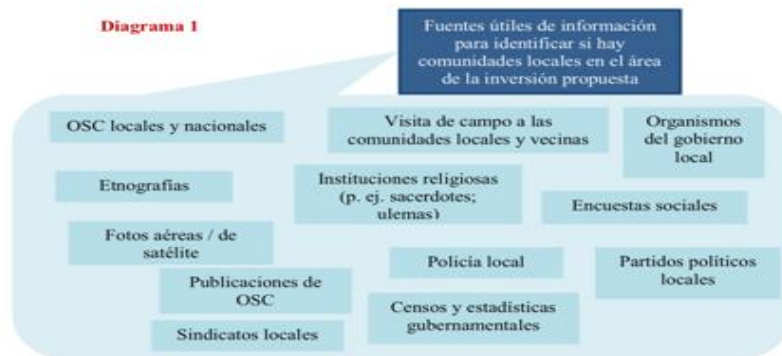 Diagrama 1
Fuentes útiles de información
para identificar si hay
comunidades locales en el área
de la inversión propuesta
OSC locales y nacionales
Visita de campo a las
comunidades locales y vecinas
Organismos
del gobierno
local
Etnografías
Instituciones religiosas
(p. ej. sacerdotes;
ulemas)
Encuestas sociales
Fotos aéreas / de
satélite
Policía local
Partidos políticos
locales
Publicaciones de
OSC
Censos y estadísticas
gubernamentales
Sindicatos locales